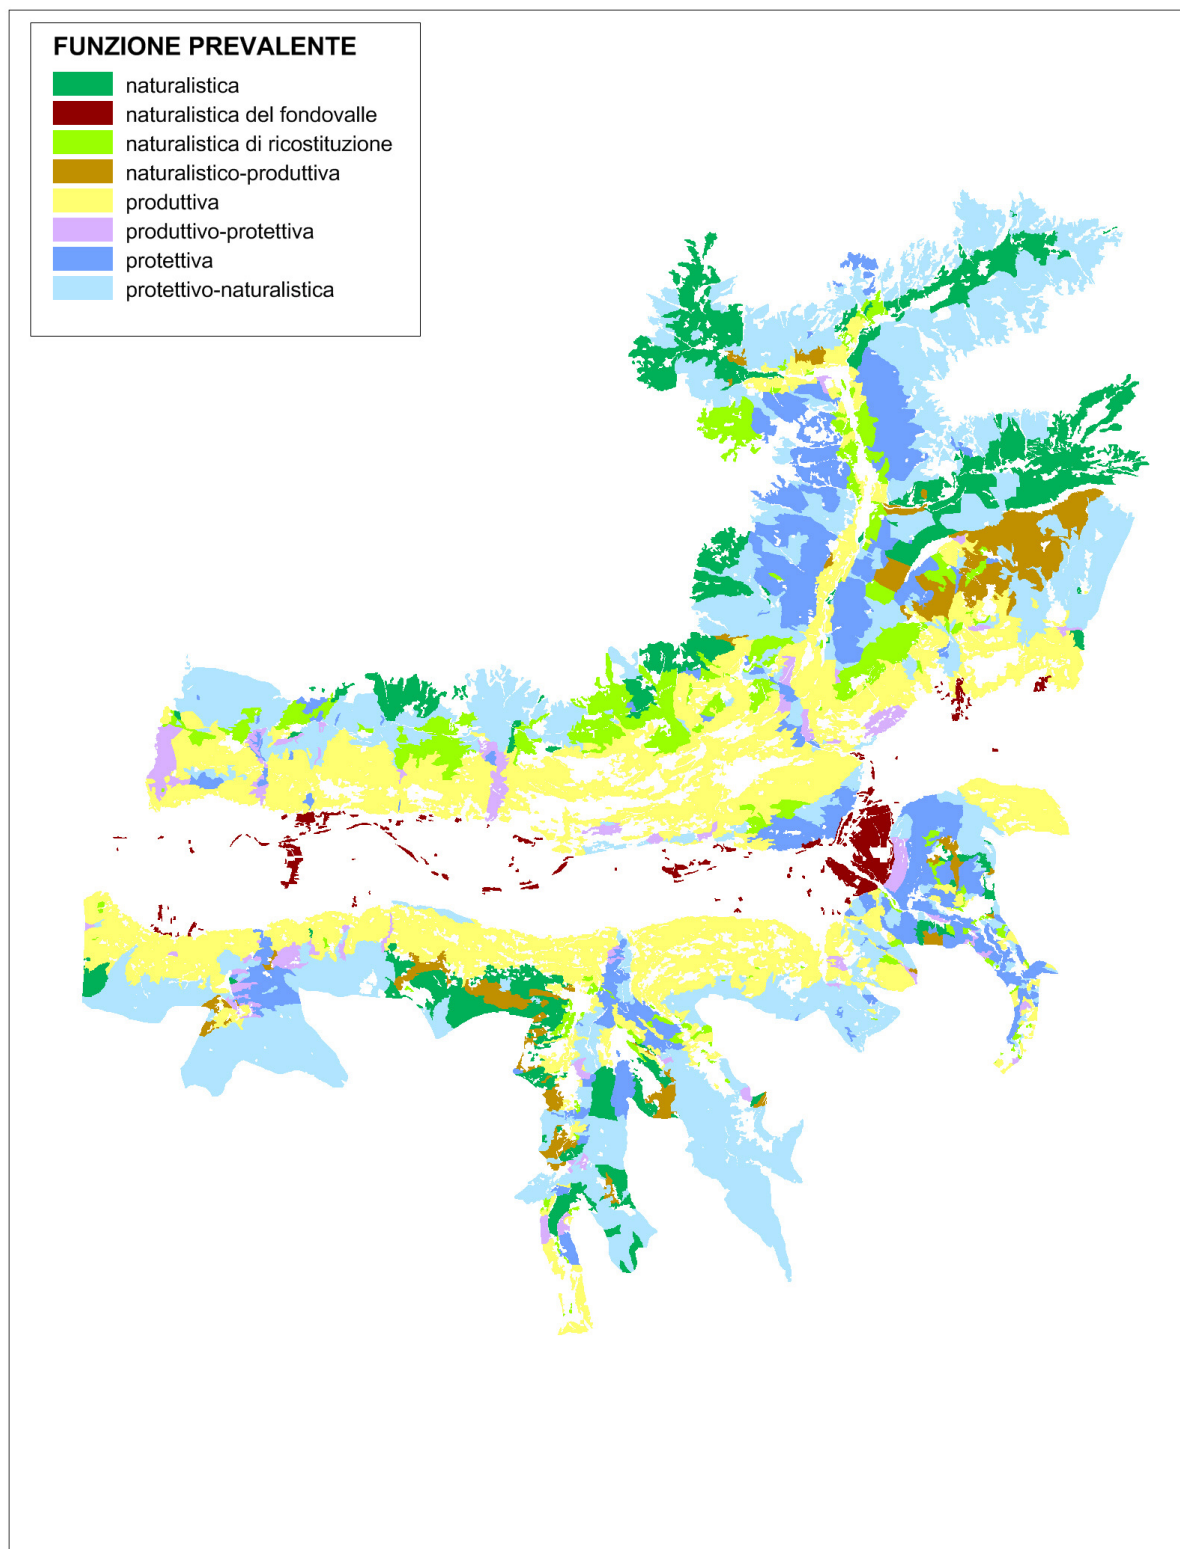 FUNZIONE PREVALENTE
naturalistica
naturalistica del fondovalle
naturalistica di ricostituzione
naturalistico-produttiva
produttiva
produttivo-protettiva
protettiva
protettivo-naturalistica